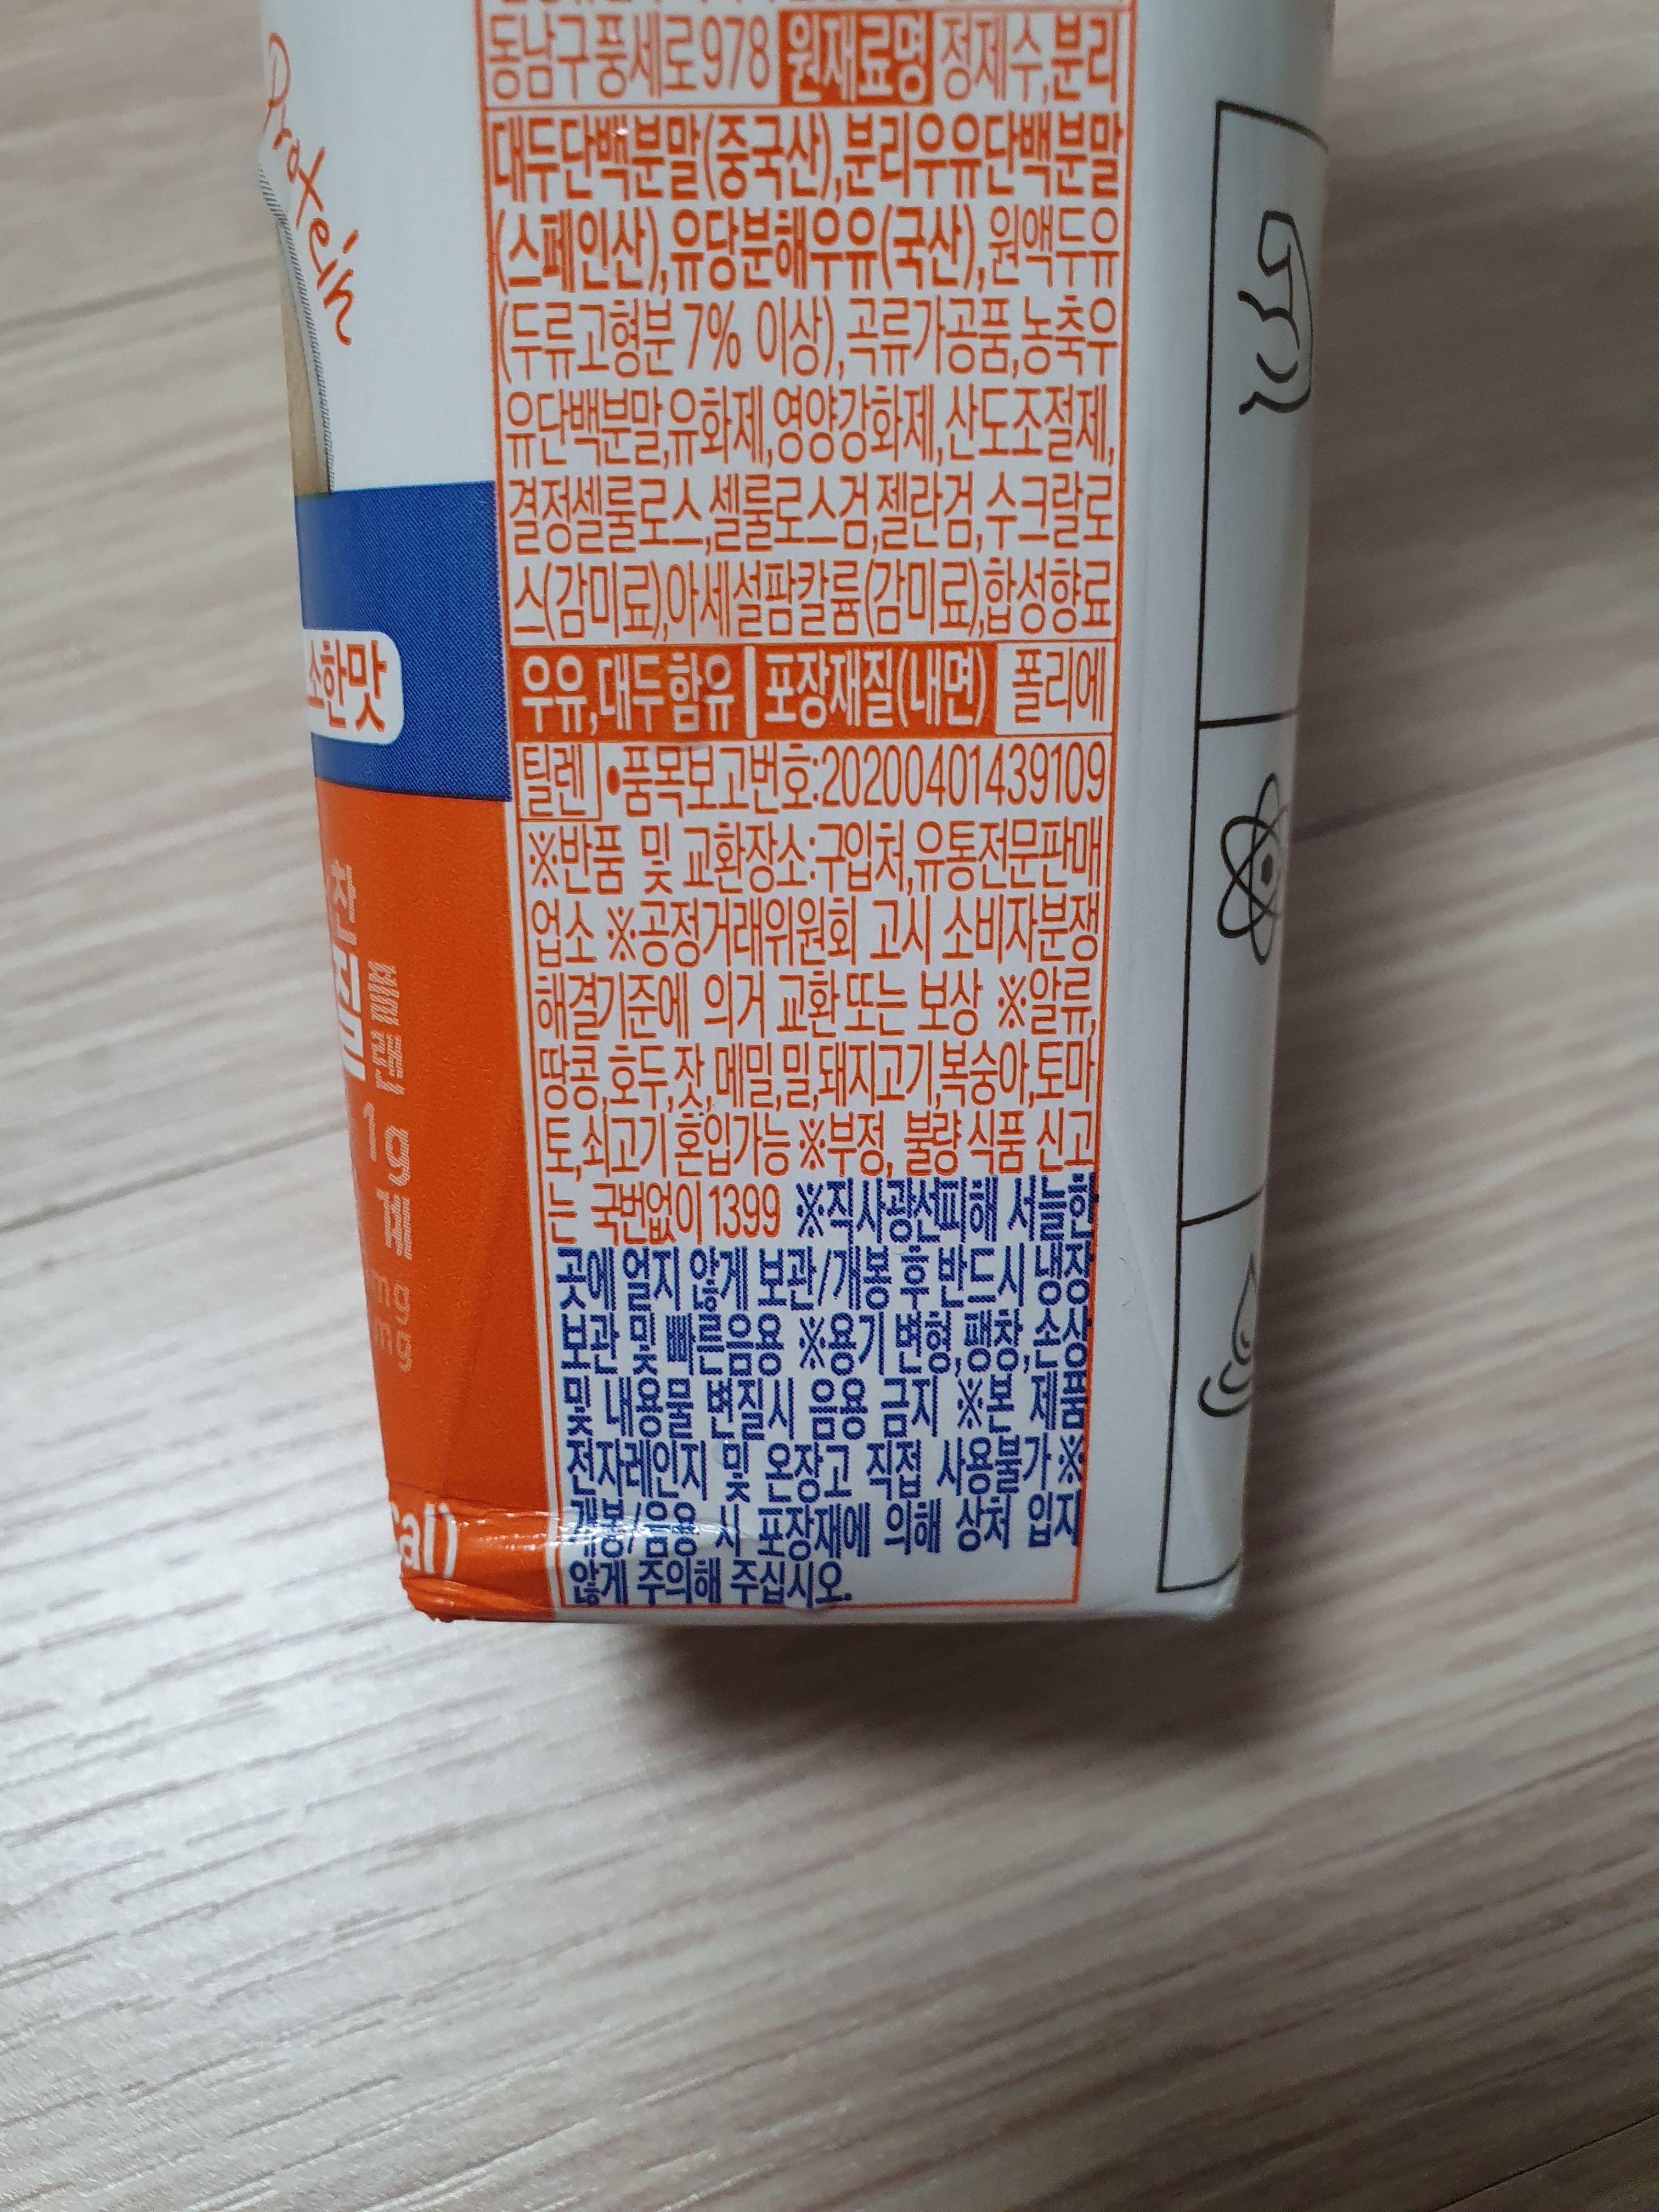 동남구 풍세로 978 원재료명 정제수,분리
대두단백분말(중국산),분리우유단백분말
(스페인산),유당분해우유(국산),원액두유
(두류고형분 7% 이상),곡류가공품,농축우
유단백분말,유화제,영양강화제,산도조절제,
결정셀룰로스,셀룰로스검,젤란검,수크랄로
스(감미료),아세설팜칼륨(감미료),합성향료
우유,대두 함유 | 포장재질(내면) 폴리에
틸렌 •품목보고번호:20200401439109
※반품 및 교환장소:구입처,유통전문판매
업소 ※공정거래위원회 고시 소비자분쟁
해결기준에 의거 교환 또는 보상 ※알류,
땅콩,호두,잣,메밀,밀,돼지고기,복숭아,토마
토,쇠고기 혼입가능 ※부정, 불량 식품 신고
는 국번없이 1399 ※직사광선피해 서늘한
곳에 얼지 않게 보관/개봉 후 반드시 냉장
보관 및 빠른음용 ※용기 변형,팽창,손상
및 내용물 변질시 음용 금지 ※본 제품
전자레인지 및 온장고 직접 사용불가 ※
개봉/음용 시 포장재에 의해 상처 입지
않게 주의해 주십시오.
Protein
소한맛
mg
mg
cal)